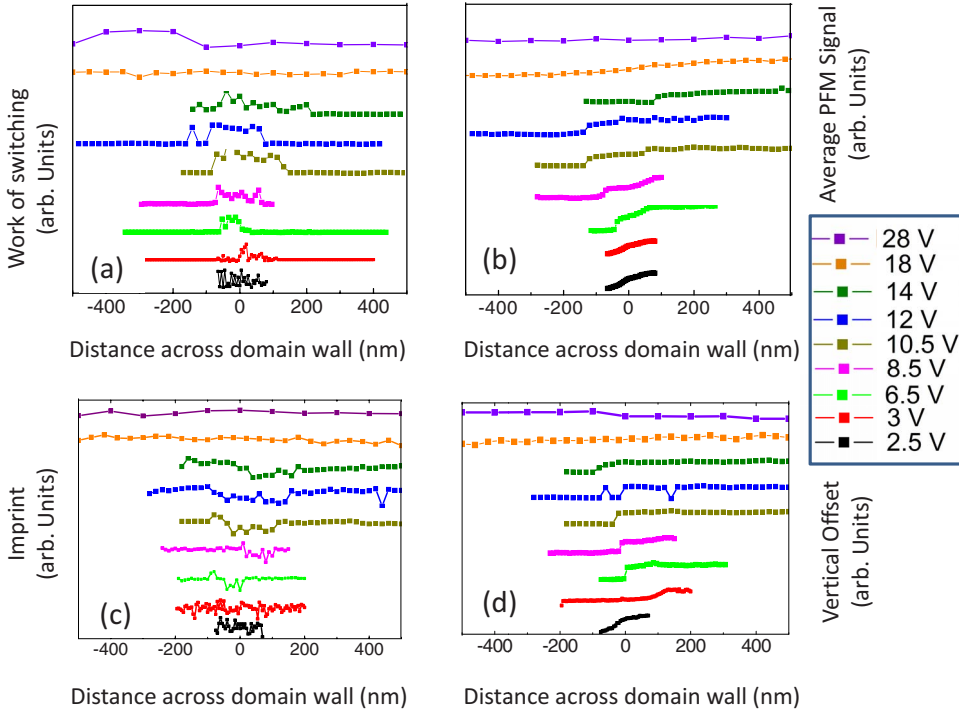 Work of switching
(arb. Units)
(a)
-400 -200 0 200 400
Distance across domain wall (nm)
(b)
-400 -200 0 200 400
Distance across domain wall (nm)
Average PFM Signal
(arb. Units)
28 V
18 V
14 V
12 V
10.5 V
8.5 V
6.5 V
3 V
2.5 V
Imprint
(arb. Units)
(c)
-400 -200 0 200 400
Distance across domain wall (nm)
(d)
-400 -200 0 200 400
Distance across domain wall (nm)
Vertical Offset
(arb. Units)